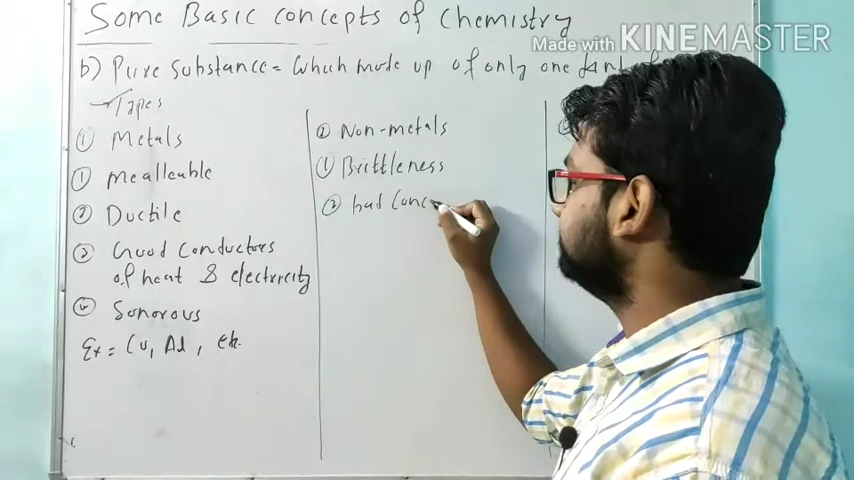 Some Basic concepts of Chemistry
Made with KINEMASTER
b) Pure substance = Which made up of only one
Types
① Metals
① mealleable
② Ductile
③ Good conductors
of heat & electricity
④ Sonorous
Ex = Cu, Al, etc.
② Non-metals
① Brittleness
② bad Conc